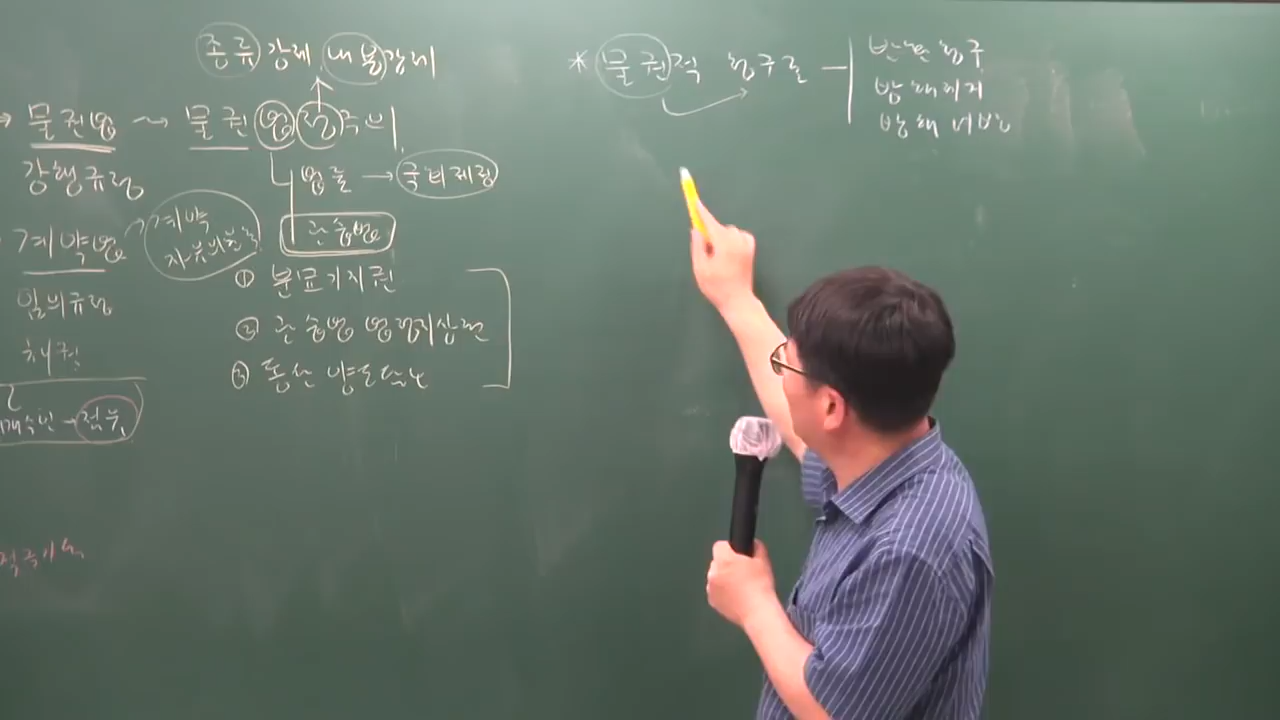 종류강제, 내용강제
→ 물권법 → 물권법정주의
강행규정
법률 → 국회제정
계약법 → 계약 자유의 원칙
관습법
① 분묘기지권
임의규정
② 관습법 법정지상권
채권
③ 동산 양도담보
* 물권적 청구권
반환청구
방해제거
방해예방